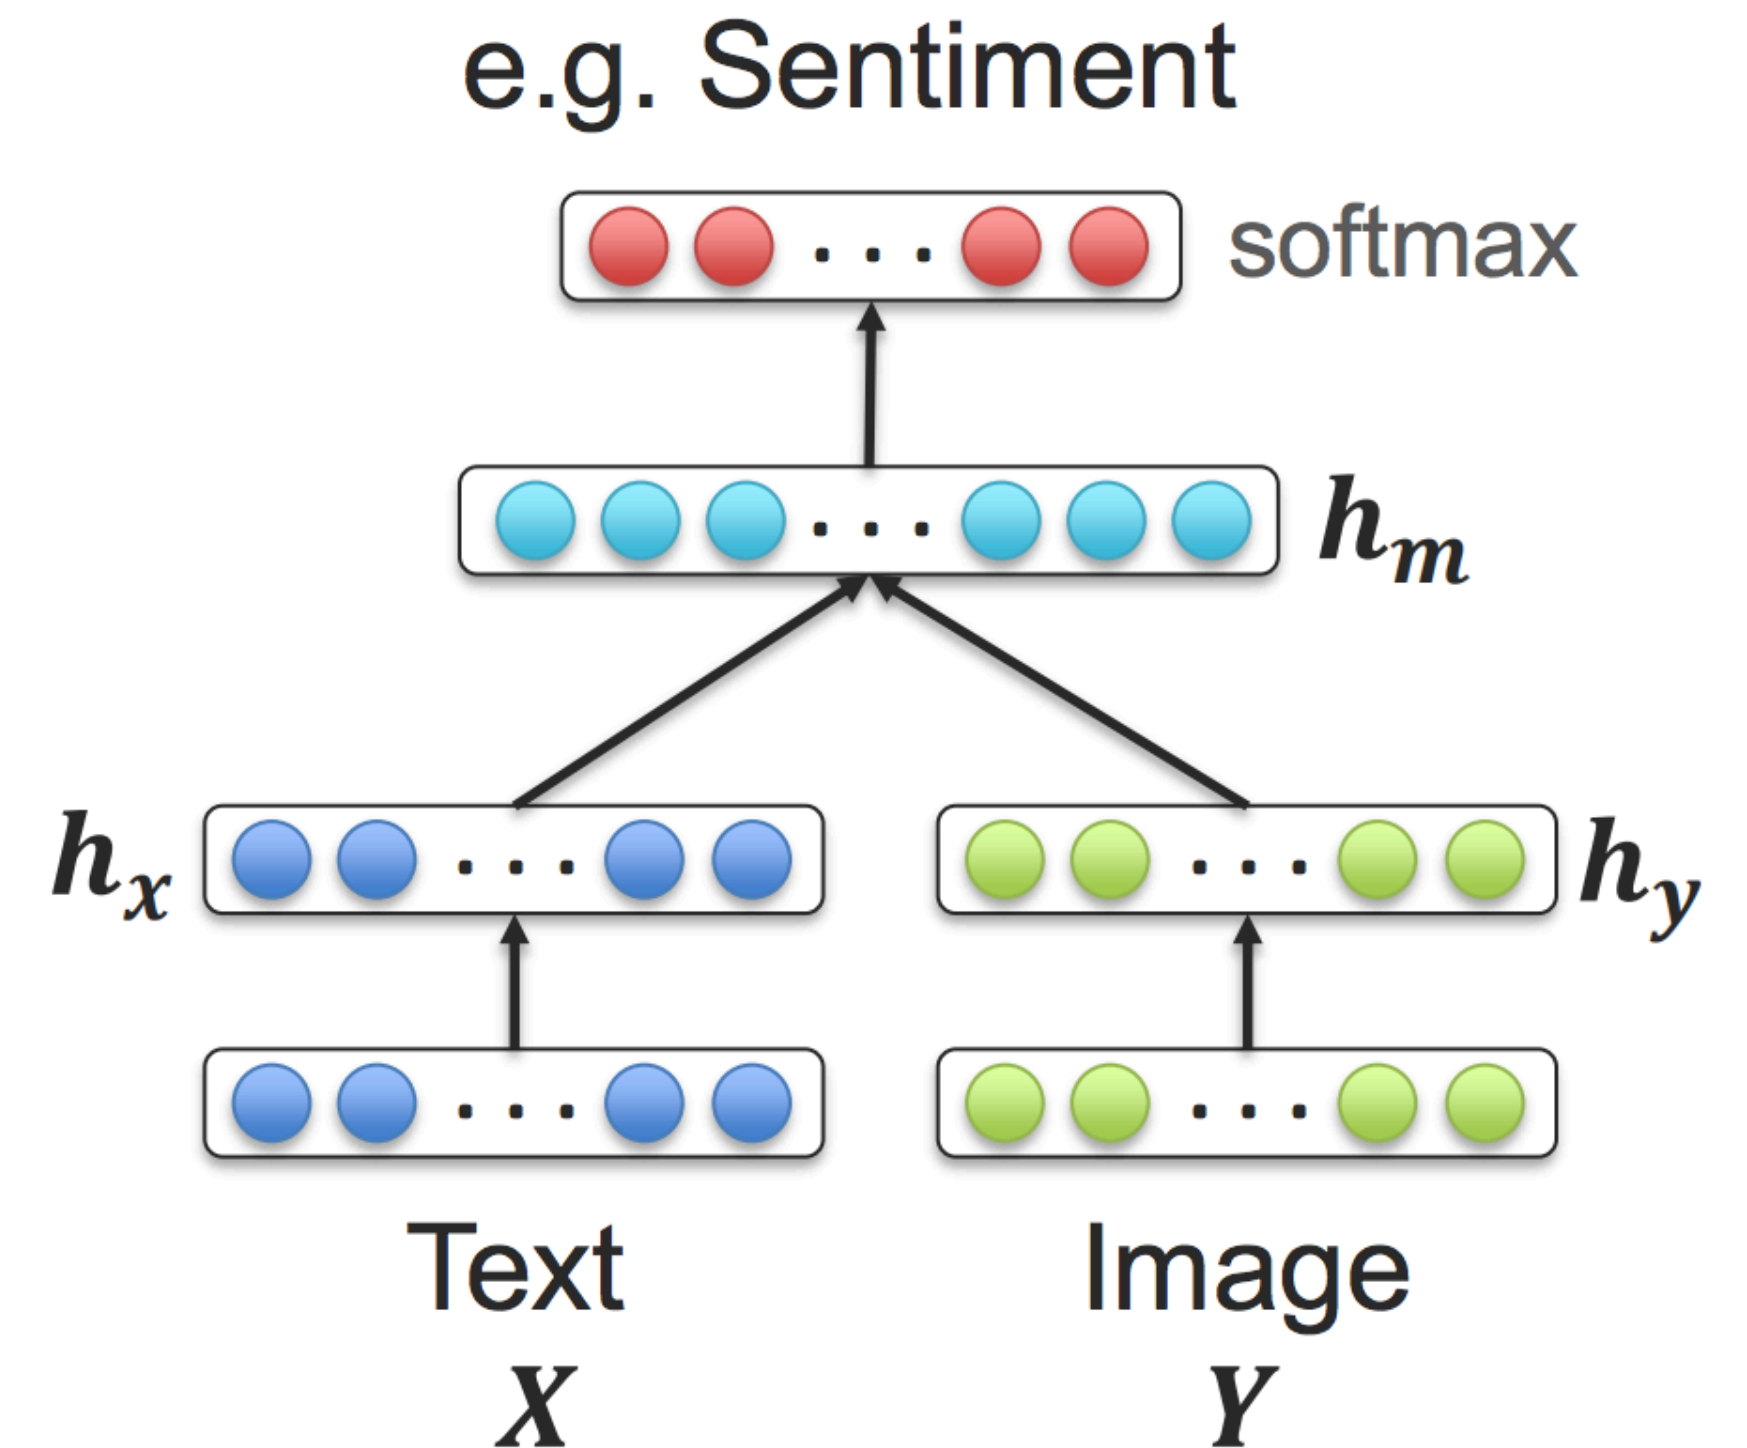 e.g. Sentiment
softmax
h_m
h_x
h_y
Text
Image
X
Y